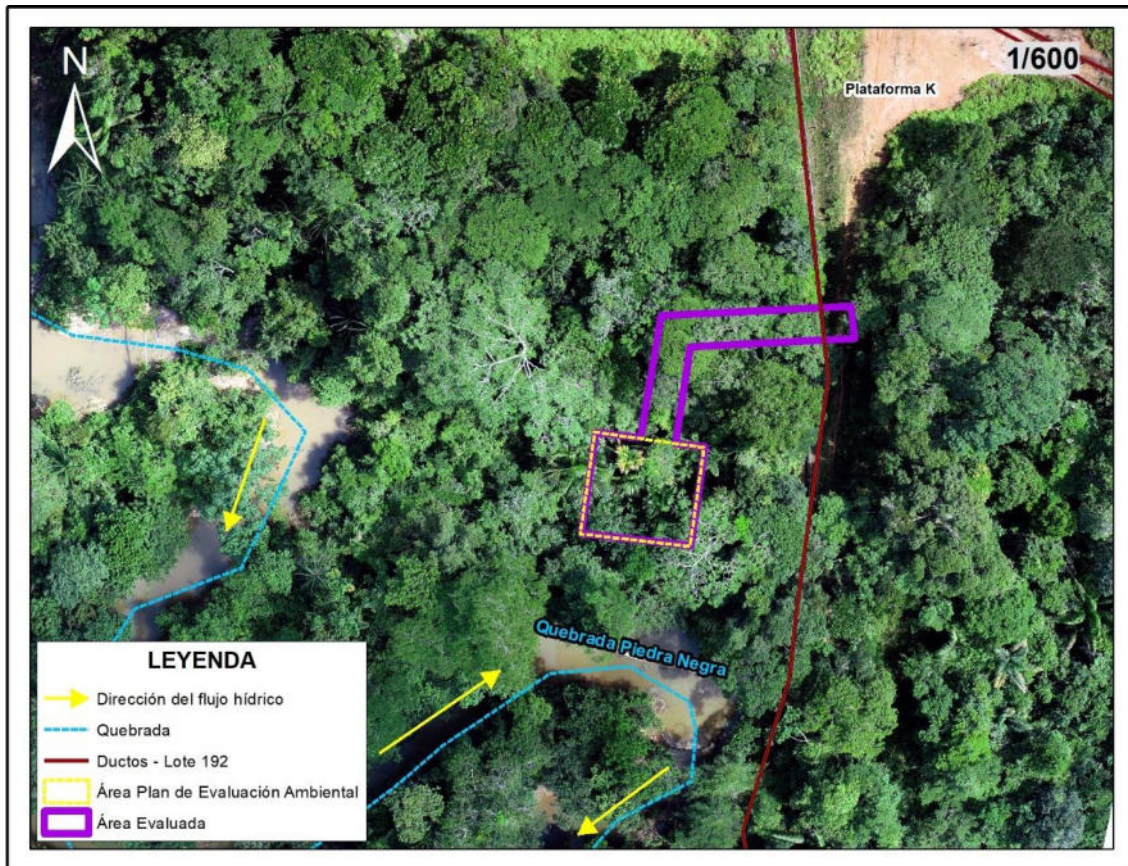 N
1/600
Plataforma K
Quebrada Piedra Negra
LEYENDA
Dirección del flujo hídrico
Quebrada
Ductos - Lote 192
Área Plan de Evaluación Ambiental
Área Evaluada